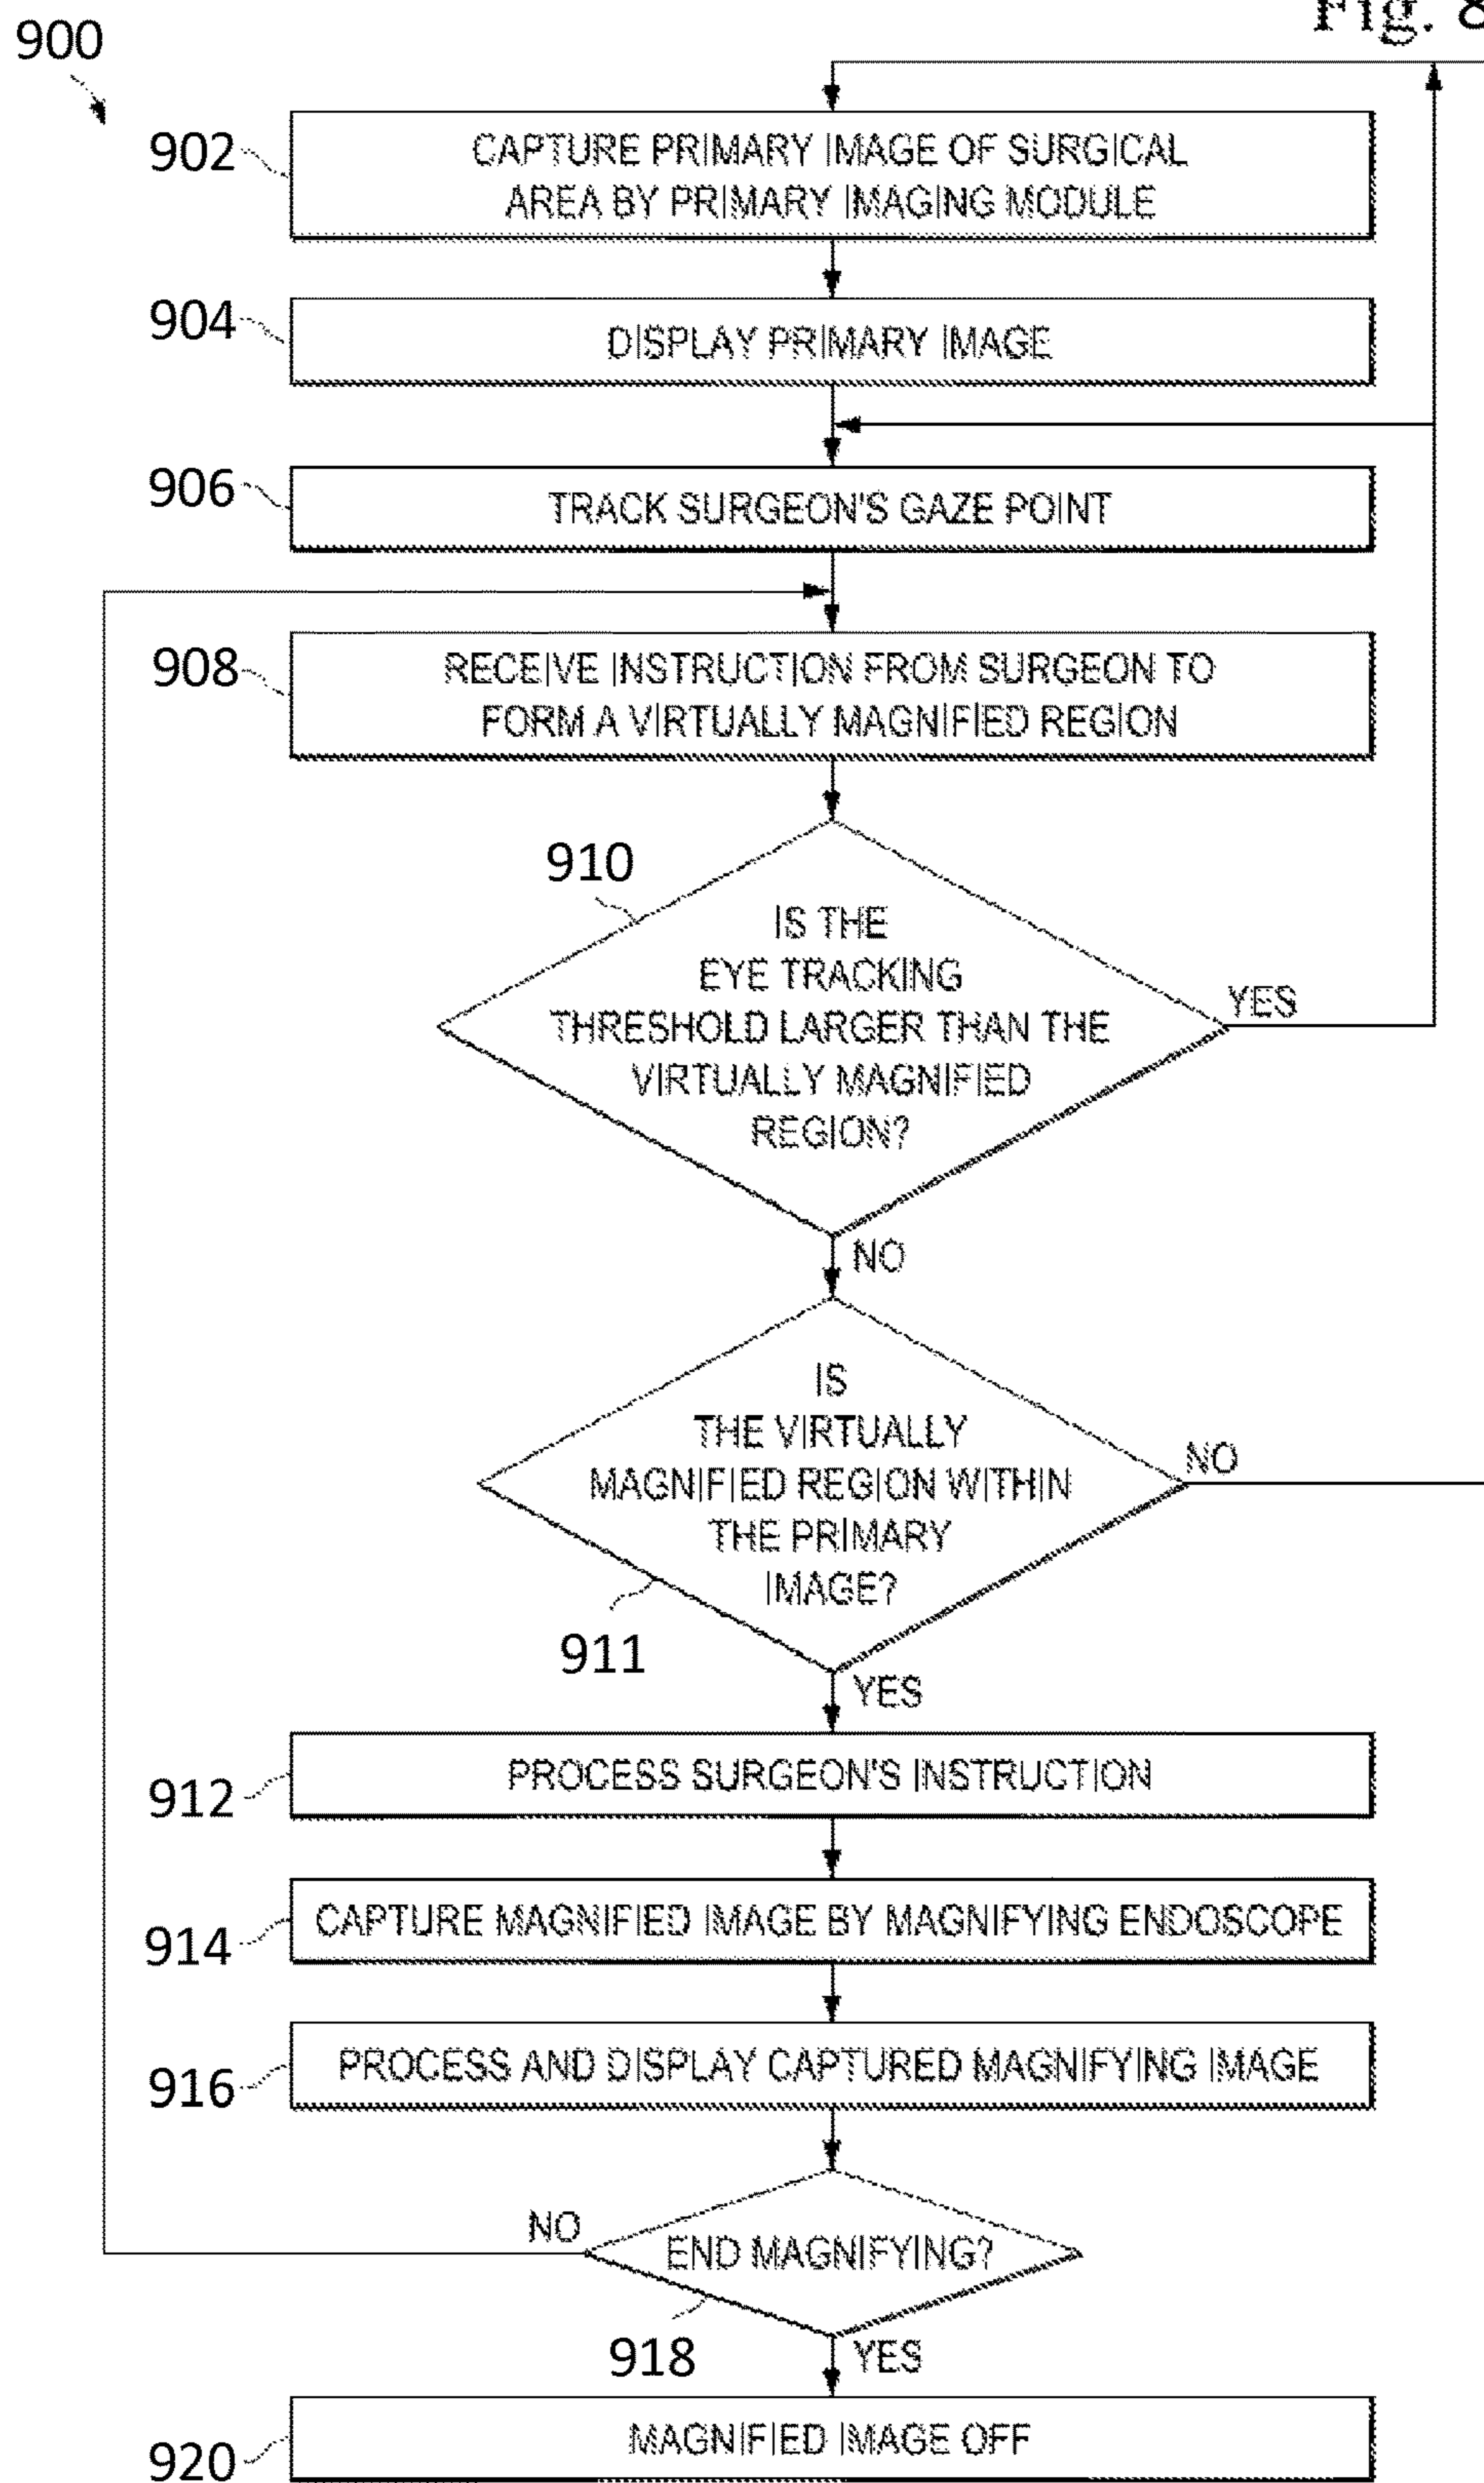 Fig. 8
900
902
CAPTURE PRIMARY IMAGE OF SURGICAL
AREA BY PRIMARY IMAGING MODULE
904
DISPLAY PRIMARY IMAGE
906
TRACK SURGEON'S GAZE POINT
908
RECEIVE INSTRUCTION FROM SURGEON TO
FORM A VIRTUALLY MAGNIFIED REGION
910
IS THE
EYE TRACKING
THRESHOLD LARGER THAN THE
VIRTUALLY MAGNIFIED
REGION?
YES
NO
IS
THE VIRTUALLY
MAGNIFIED REGION WITHIN
THE PRIMARY
IMAGE?
NO
911
YES
912
PROCESS SURGEON'S INSTRUCTION
914
CAPTURE MAGNIFIED IMAGE BY MAGNIFYING ENDOSCOPE
916
PROCESS AND DISPLAY CAPTURED MAGNIFYING IMAGE
NO
END MAGNIFYING?
918
YES
920
MAGNIFIED IMAGE OFF